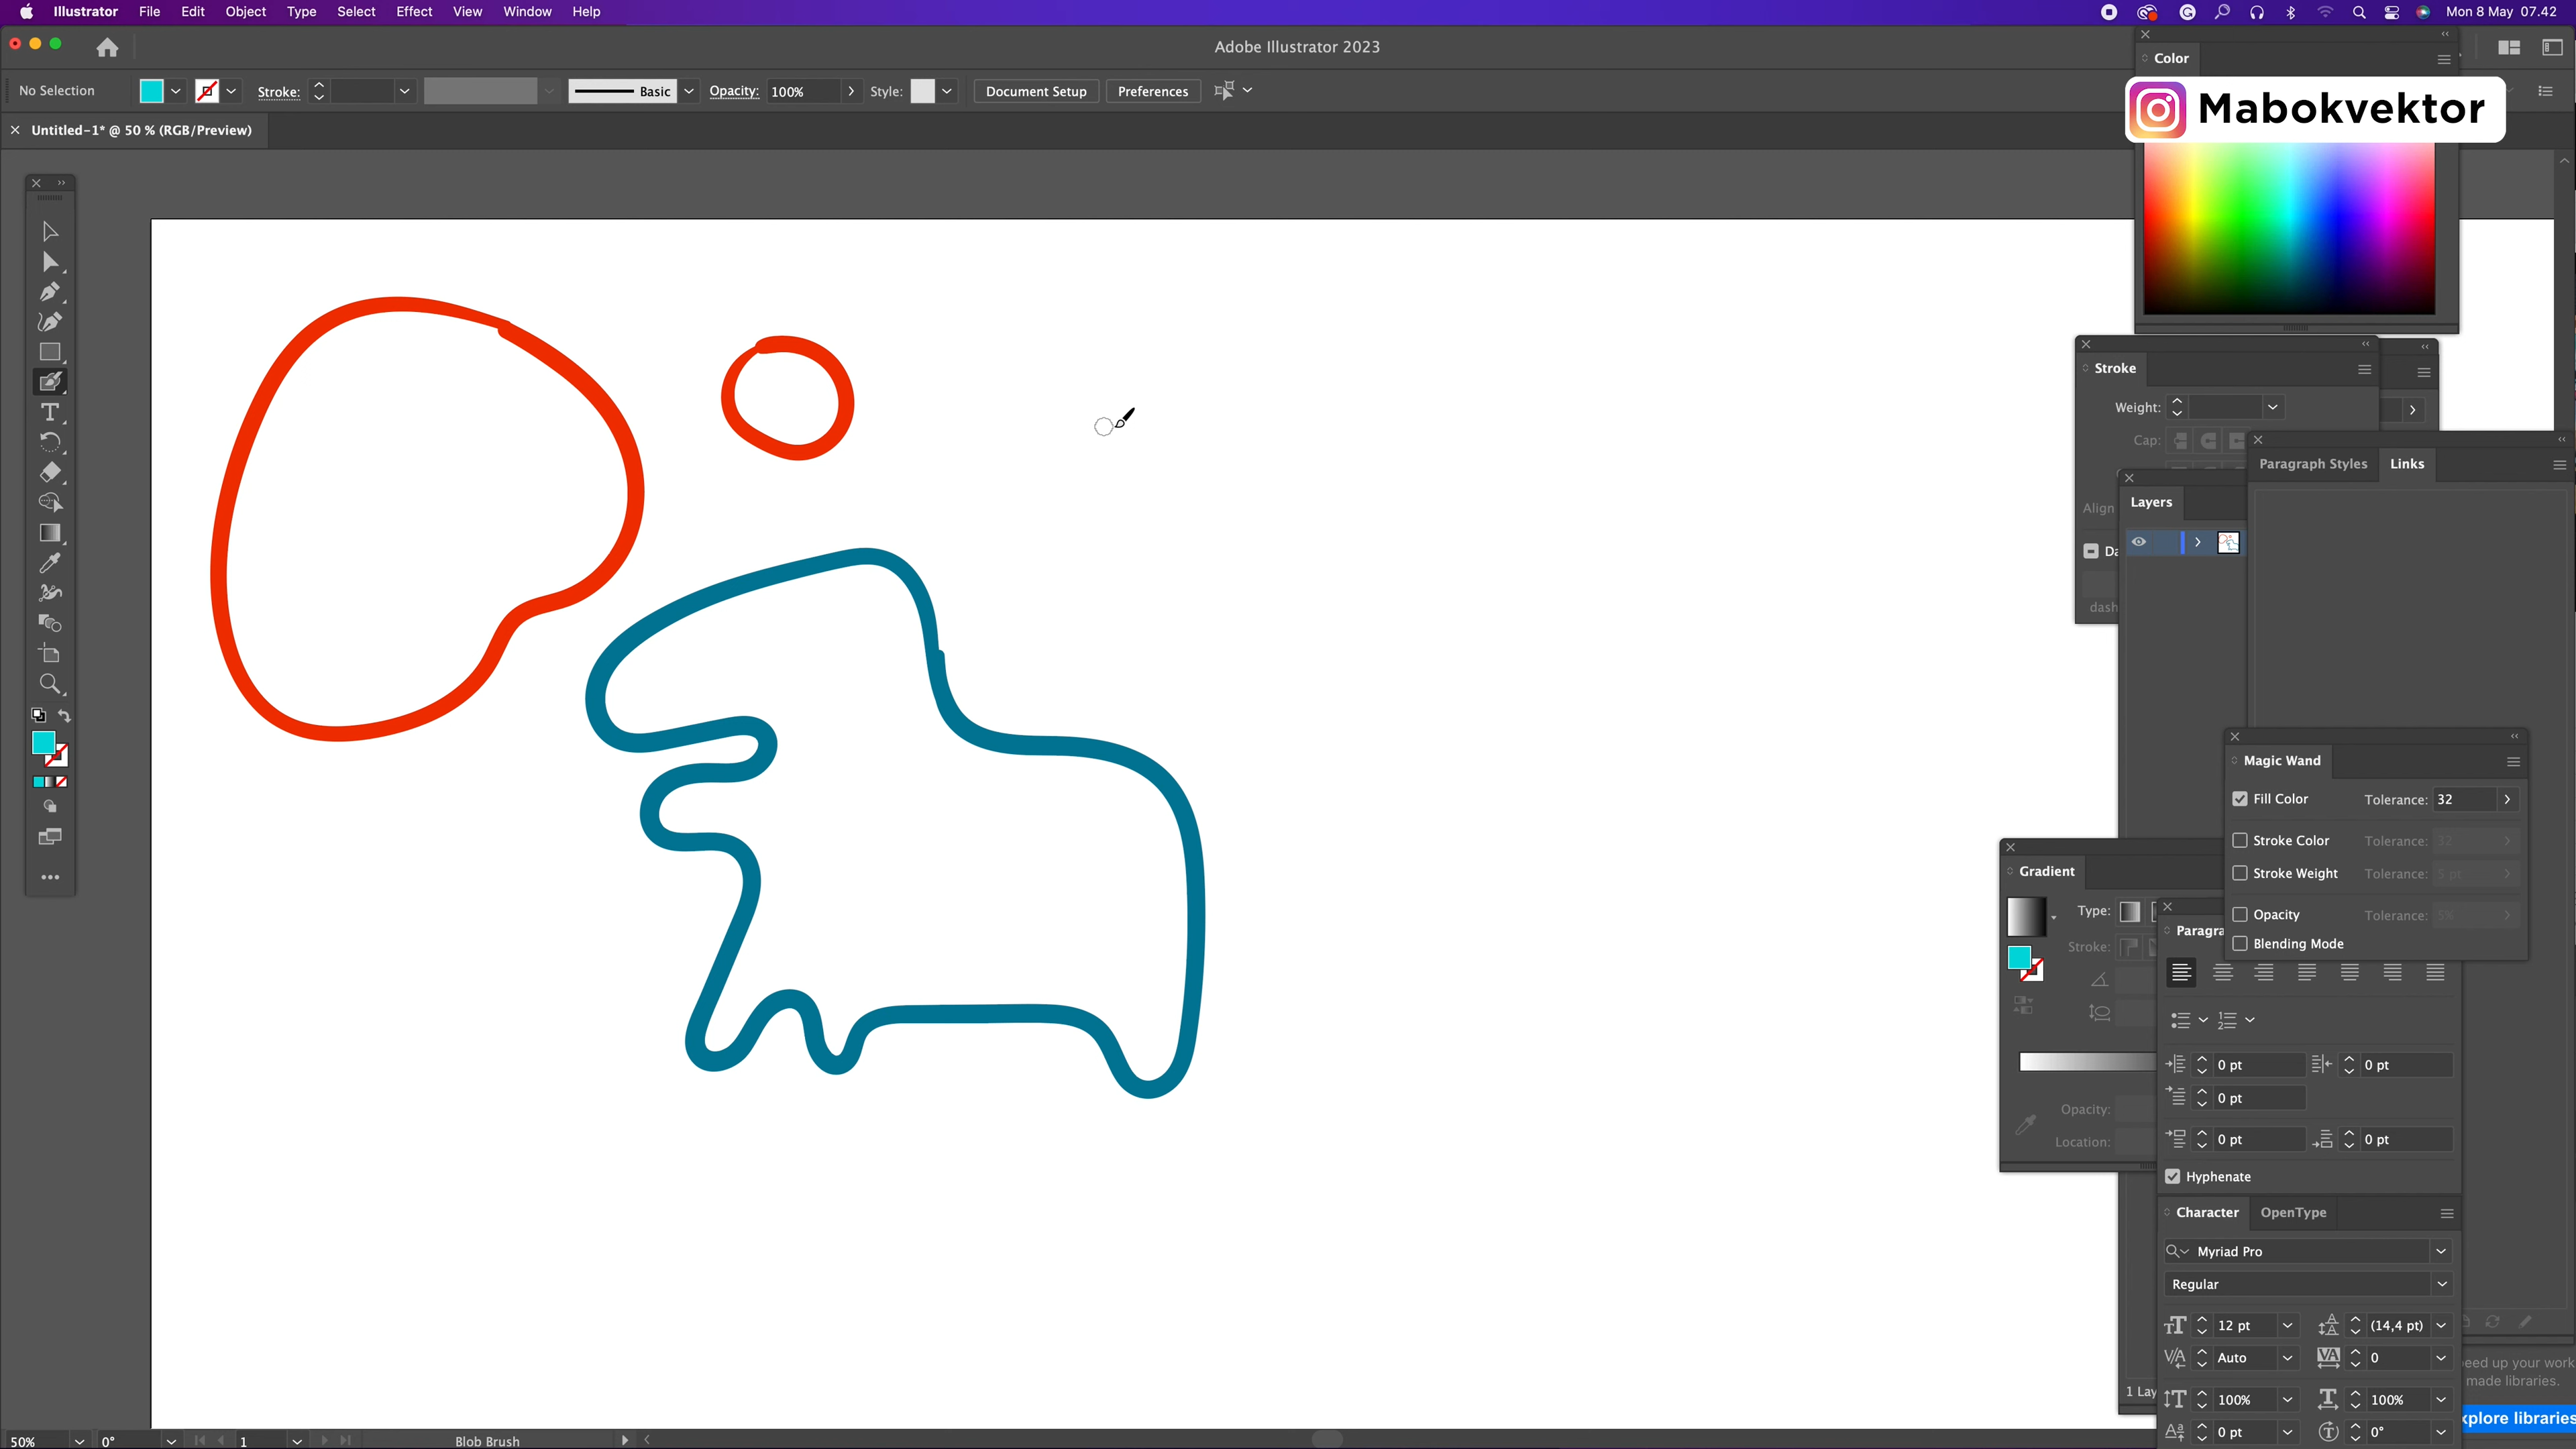 Illustrator File Edit Object Type Select Effect View Window Help
Mon 8 May 07.42
Adobe Illustrator 2023
No Selection
Stroke:
Basic
Opacity: 100%
Style:
Document Setup
Preferences
Untitled-1* @ 50 % (RGB/Preview)
Color
Mabokvektor
Stroke
Weight:
Cap:
Align
Da
dash
Paragraph Styles
Links
Layers
Magic Wand
Fill Color Tolerance: 32
Stroke Color Tolerance: 32
Stroke Weight Tolerance: 5 pt
Opacity Tolerance: 5%
Blending Mode
Gradient
Type:
Stroke:
Opacity:
Location:
Paragra
0 pt 0 pt
0 pt
0 pt 0 pt
Hyphenate
Character OpenType
Myriad Pro
Regular
12 pt (14,4 pt)
Auto 0
100% 100%
0 pt 0°
1 Lay
eed up your work
made libraries.
xplore libraries
50% 0° 1 Blob Brush